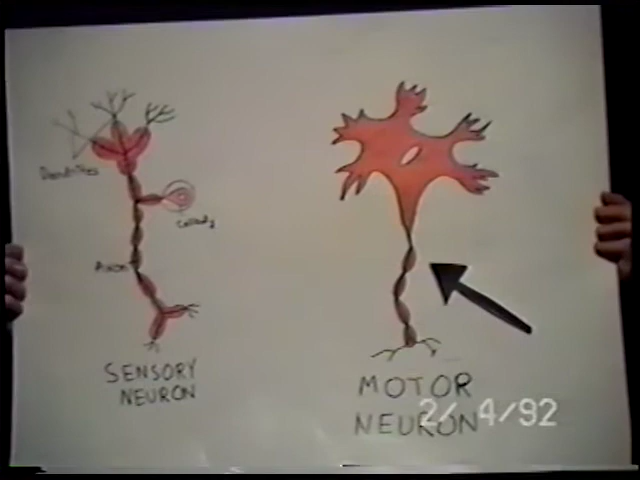 Dendrites
Cell body
Axon
SENSORY
NEURON
MOTOR
NEURON
2/ 4/92